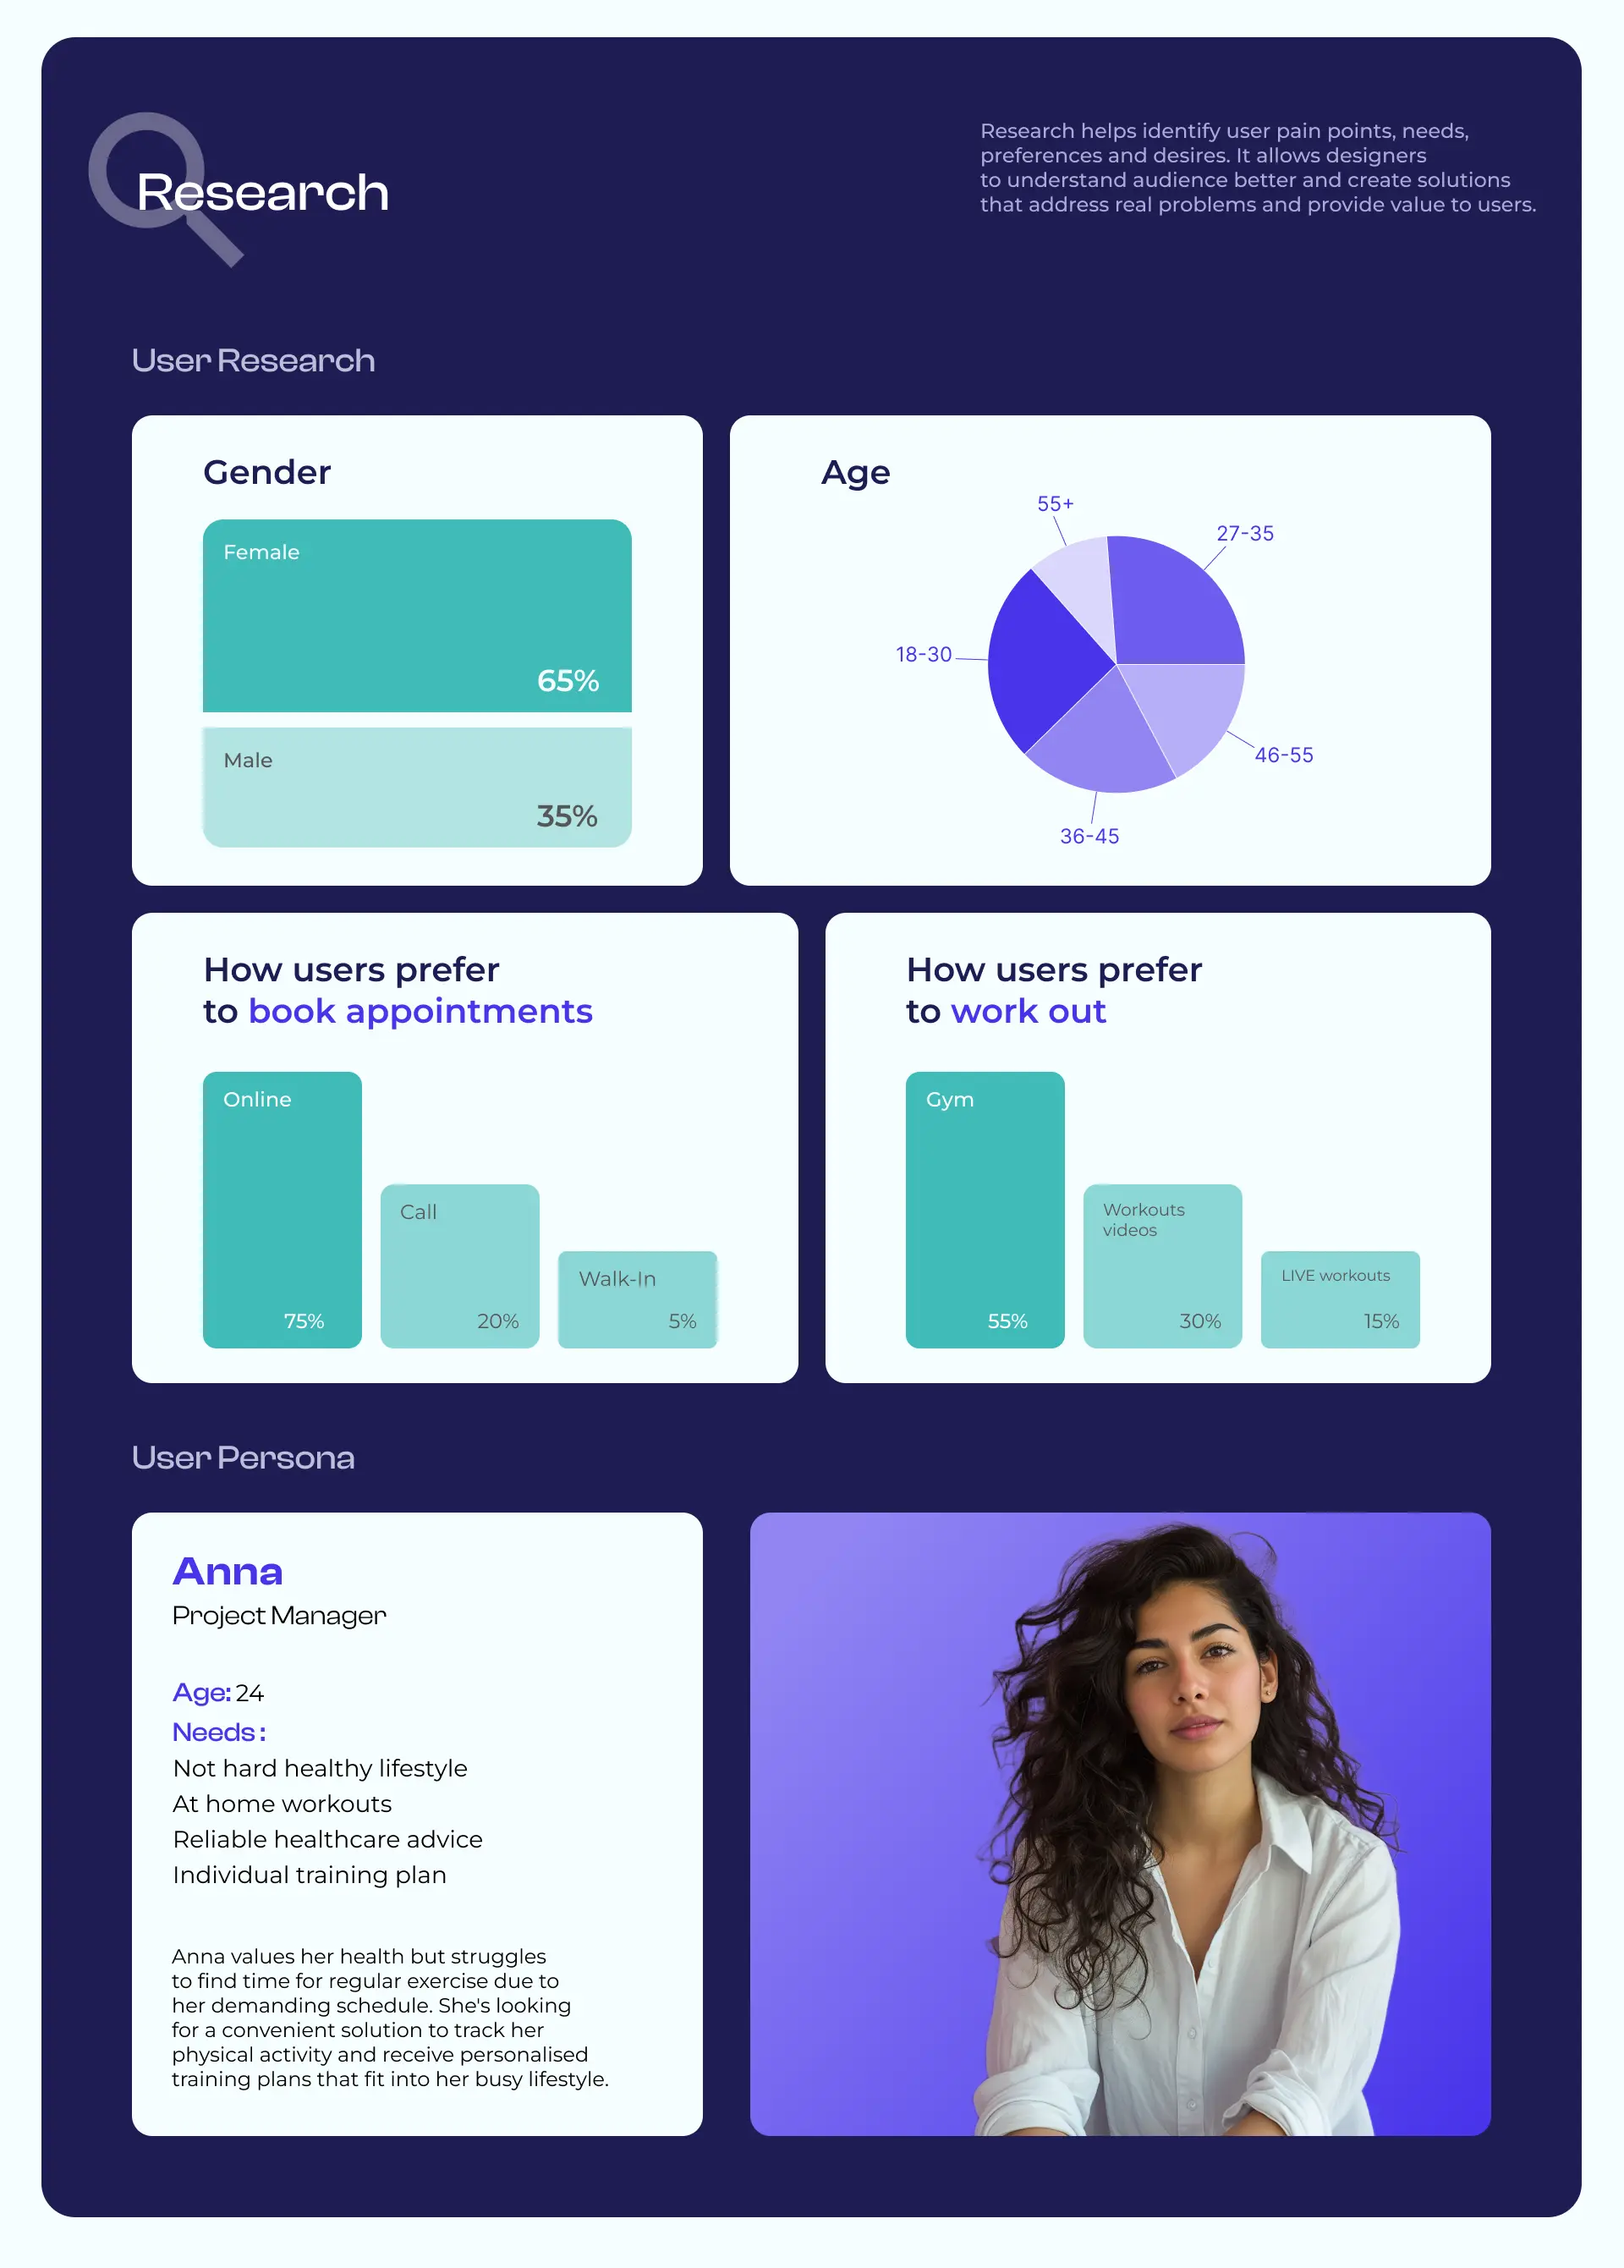 Research
Research helps identify user pain points, needs,
preferences and desires. It allows designers
to understand audience better and create solutions
that address real problems and provide value to users.
User Research
Gender
Female
65%
Male
35%
Age
55+
27-35
18-30
46-55
36-45
How users prefer
to book appointments
Online
75%
Call
20%
Walk-In
5%
How users prefer
to work out
Gym
55%
Workouts
videos
30%
LIVE workouts
15%
User Persona
Anna
Project Manager
Age: 24
Needs :
Not hard healthy lifestyle
At home workouts
Reliable healthcare advice
Individual training plan
Anna values her health but struggles
to find time for regular exercise due to
her demanding schedule. She's looking
for a convenient solution to track her
physical activity and receive personalised
training plans that fit into her busy lifestyle.